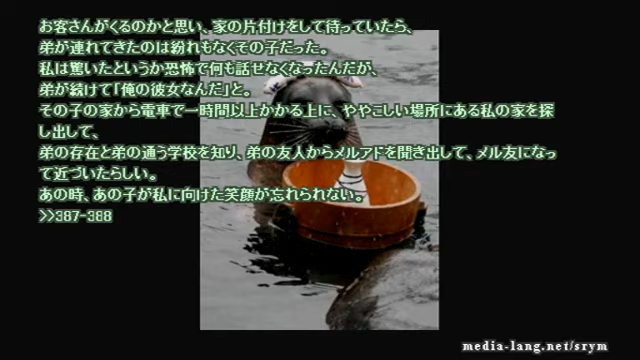 お客さんがくるのかと思い、家の片付けをして待っていたら、
弟が連れてきたのは紛れもなくその子だった。
私は驚いたというか恐怖で何も話せなくなったんだが、
弟が続けて「俺の彼女なんだ」と。
その子の家から電車で一時間以上かかる上に、ややこしい場所にある私の家を探
し出して、
弟の存在と弟の通う学校を知り、弟の友人からメルアドを聞き出して、メル友になっ
て近づいたらしい。
あの時、あの子が私に向けた笑顔が忘れられない。
>>387-388
media-lang.net/srym